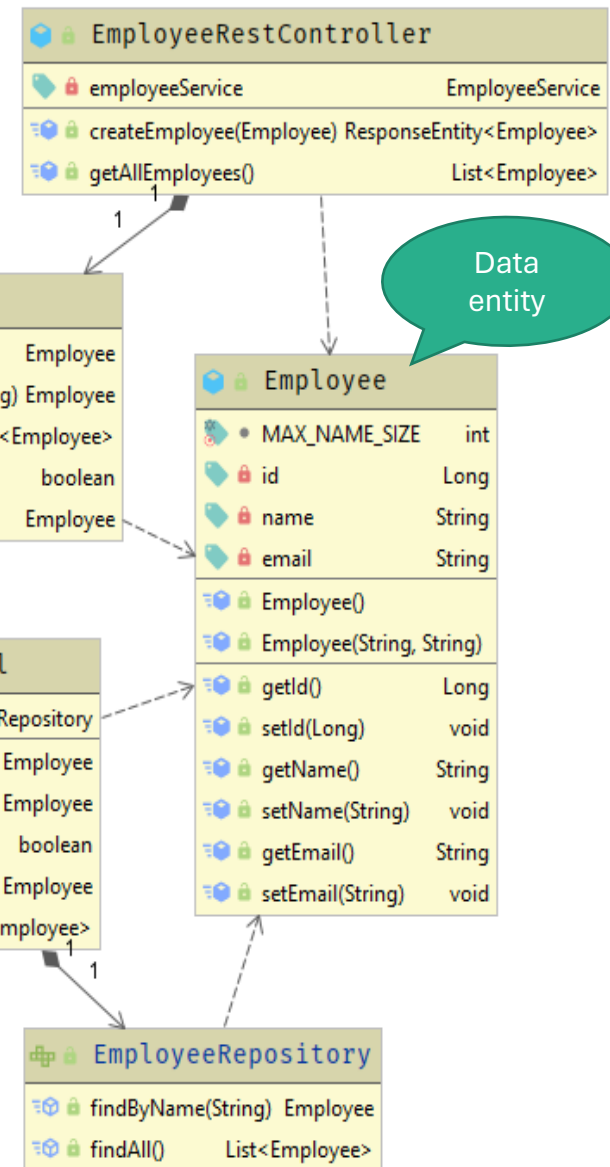 EmployeeRestController
employeeService EmployeeService
createEmployee(Employee) ResponseEntity<Employee>
getAllEmployees() List<Employee>
1
1
Data
entity
Employee
g) Employee
<Employee>
boolean
Employee
Employee
MAX_NAME_SIZE int
id Long
name String
email String
Employee()
Employee(String, String)
getId() Long
setId(Long) void
getName() String
setName(String) void
getEmail() String
setEmail(String) void
l
Repository
Employee
Employee
boolean
Employee
mployee>
1
1
EmployeeRepository
findByName(String) Employee
findAll() List<Employee>